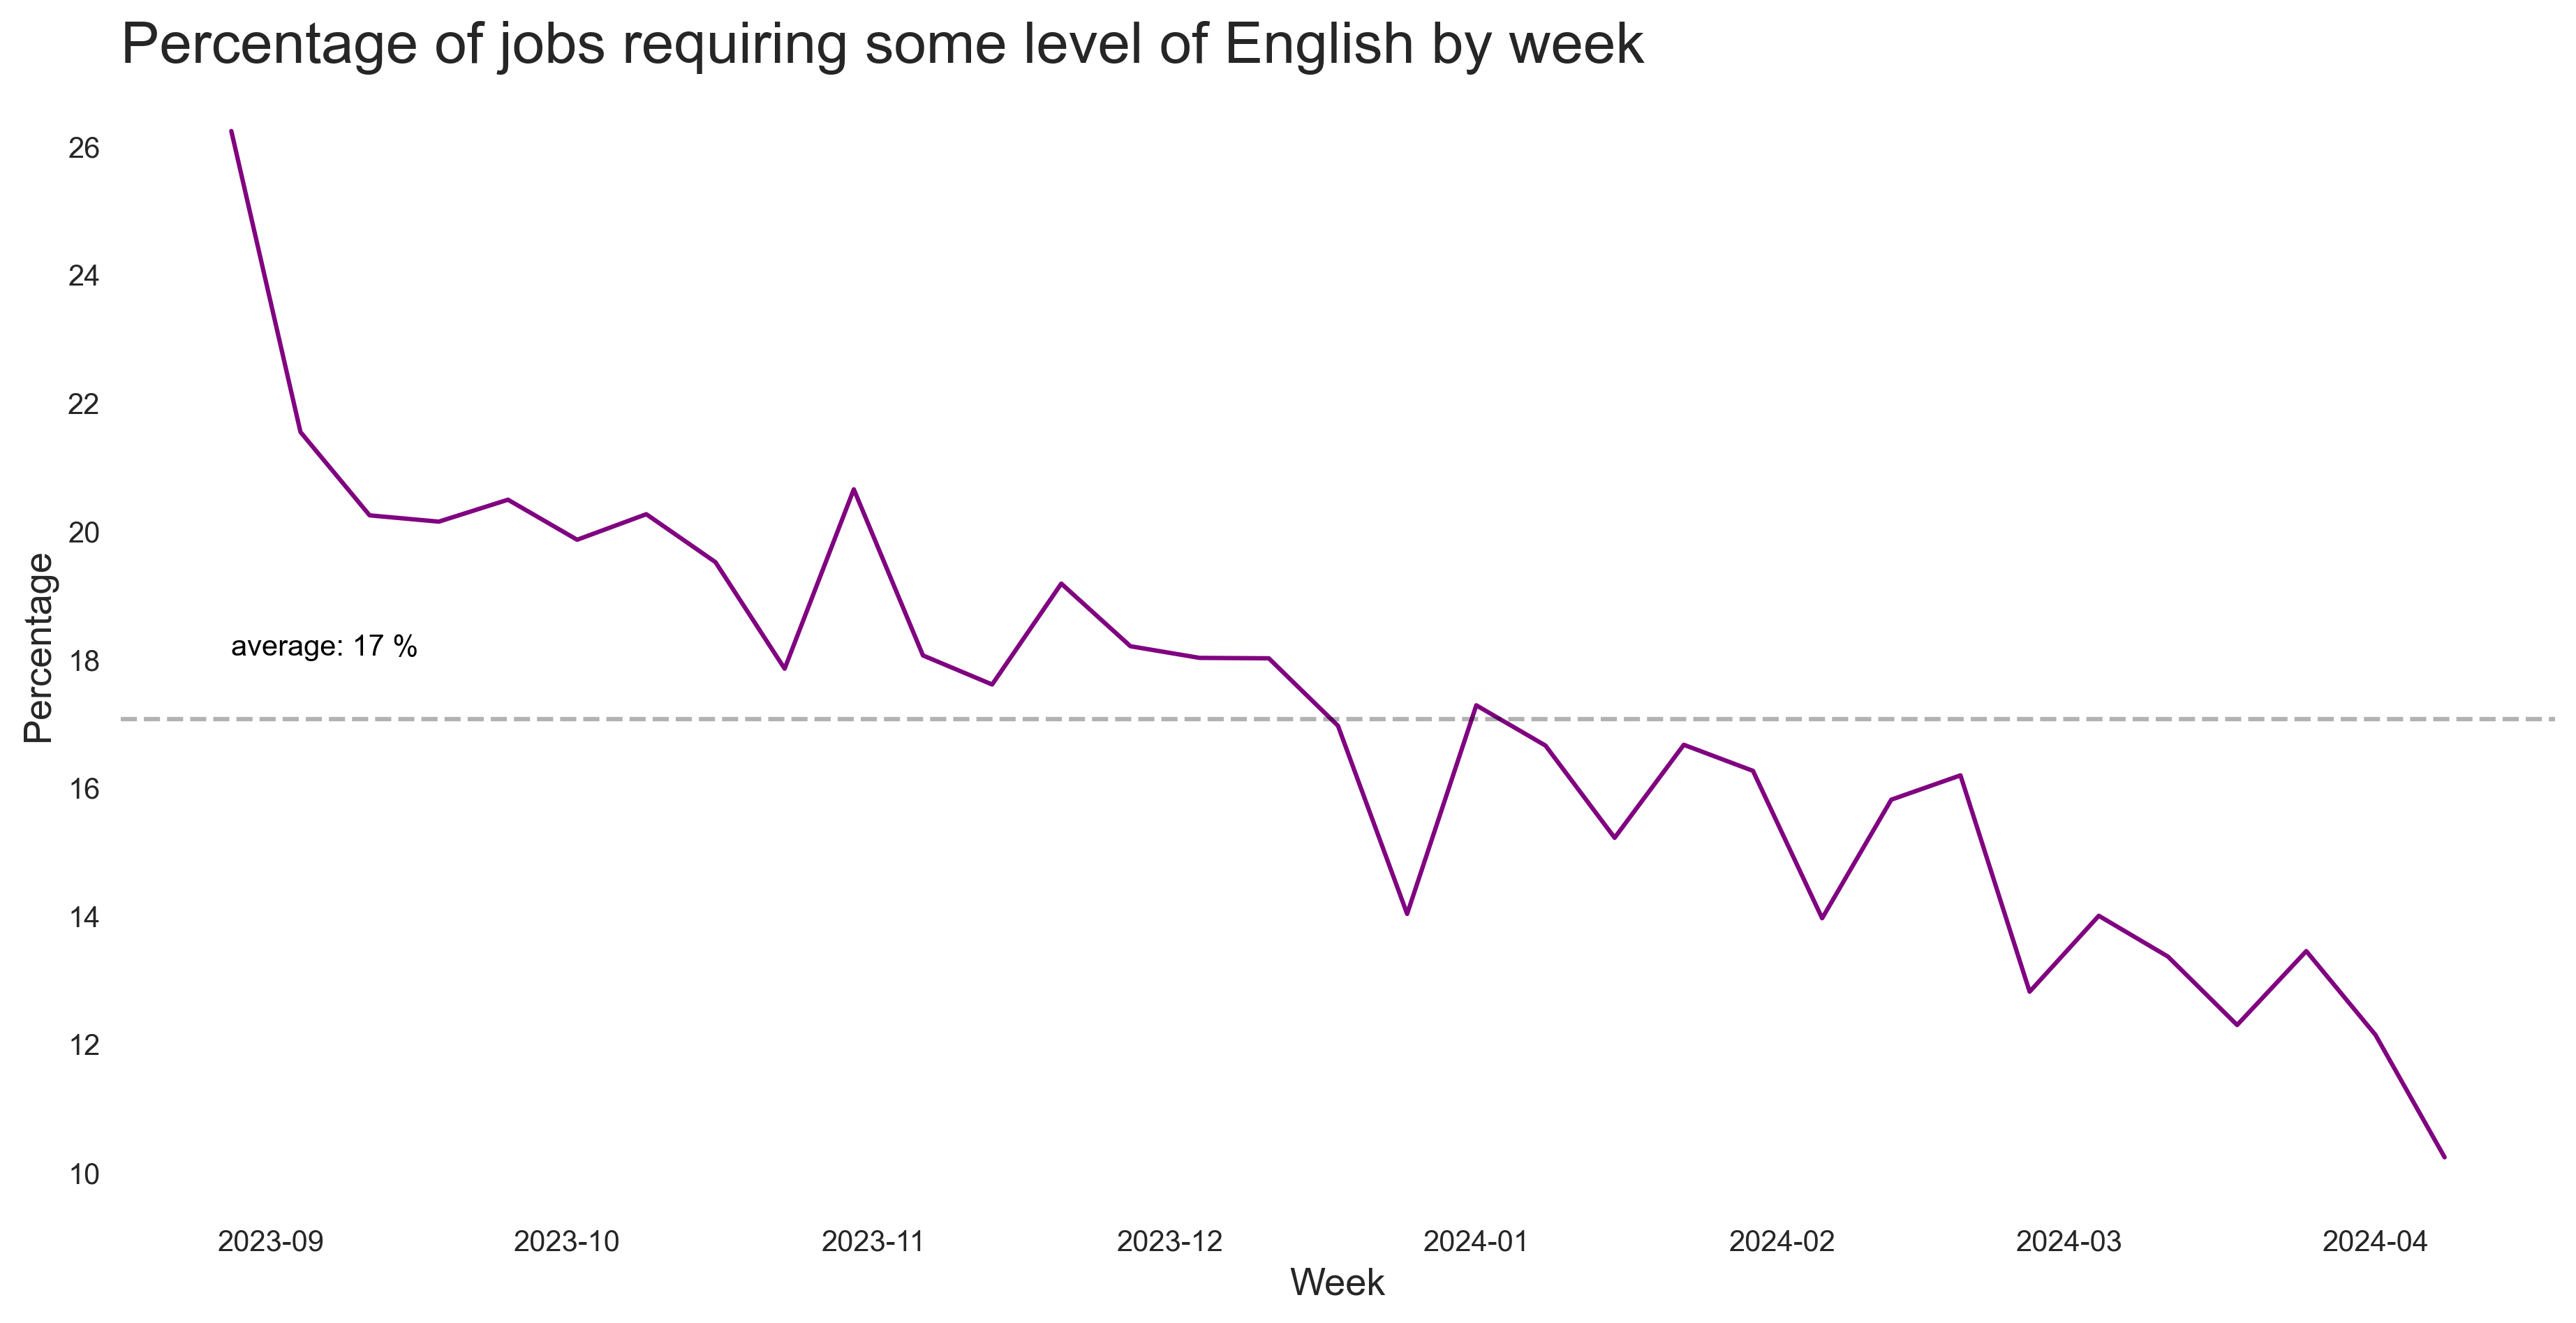 Percentage of jobs requiring some level of English by week
26
24
22
20
18
16
14
12
10
Percentage
average: 17 %
2023-09 2023-10 2023-11 2023-12 2024-01 2024-02 2024-03 2024-04
Week